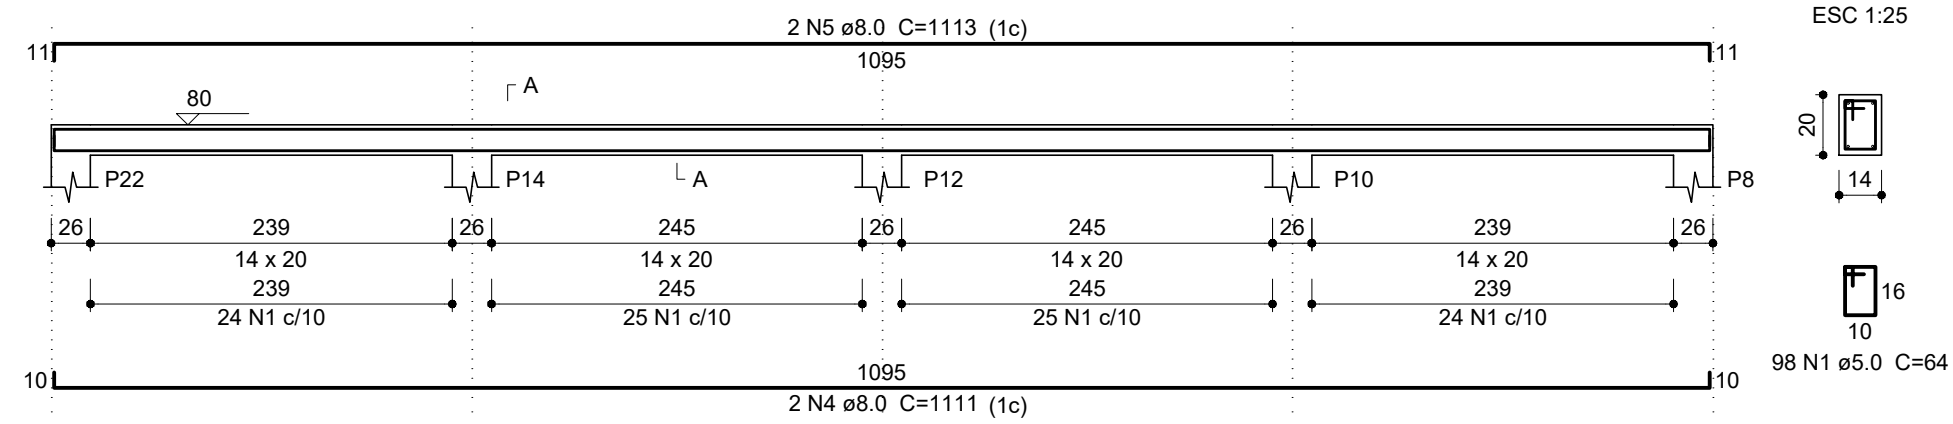 2 N5 ø8.0 C=1113 (1c)
ESC 1:25
11 1095 11
A
80
20
P22 P14 A P12 P10 P8
14
26 239 26 245 26 245 26 239 26
14 x 20 14 x 20 14 x 20 14 x 20
239 245 245 239
24 N1 c/10 25 N1 c/10 25 N1 c/10 24 N1 c/10
16
10
98 N1 ø5.0 C=64
10 1095 10
2 N4 ø8.0 C=1111 (1c)